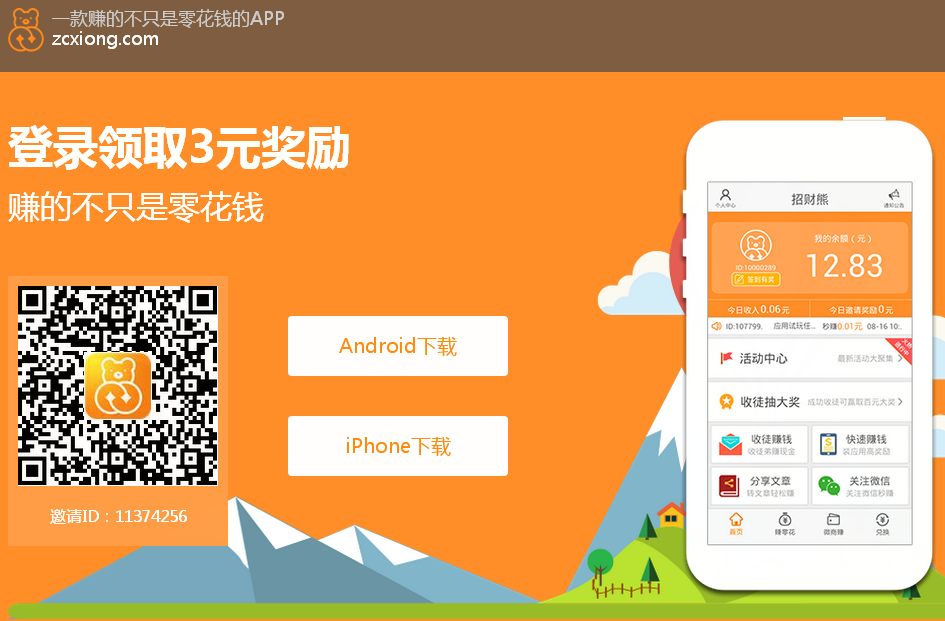 一款赚的不只是零花钱的APP
zcxiong.com
登录领取3元奖励
赚的不只是零花钱
Android下载
iPhone下载
邀请ID：11374256
个人中心
招财熊
通知公告
我的余额（元）
12.83
ID:10000289
签到有奖
今日收入0.06元
今日邀请奖励0元
ID:107799.
应用试玩任...
秒赚0.01元
08-16 10:..
活动中心
最新活动大聚集
火热进行中
收徒抽大奖
成功收徒可赢取百元大奖
收徒赚钱
收徒弟赚现金
快速赚钱
装应用高奖励
分享文章
转文章轻松赚
关注微信
关注微信秒赚
首页
赚零花
微商赚
兑换